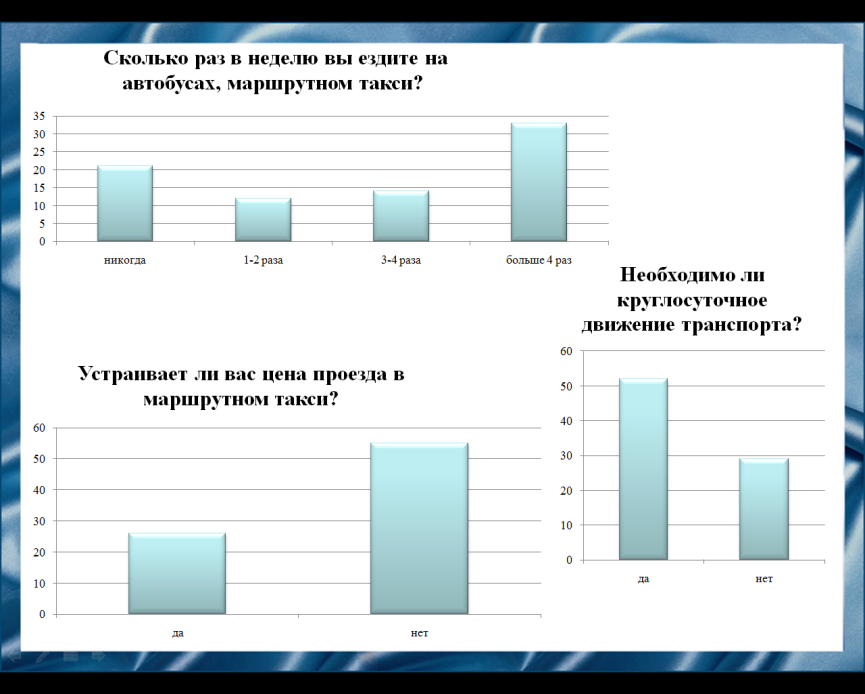 Сколько раз в неделю вы ездите на
автобусах, маршрутном такси?
35
30
25
20
15
10
5
0
никогда 1-2 раза 3-4 раза больше 4 раз
Необходимо ли
круглосуточное
движение транспорта?
60
50
40
30
20
10
0
да нет
Устраивает ли вас цена проезда в
маршрутном такси?
60
50
40
30
20
10
0
да нет